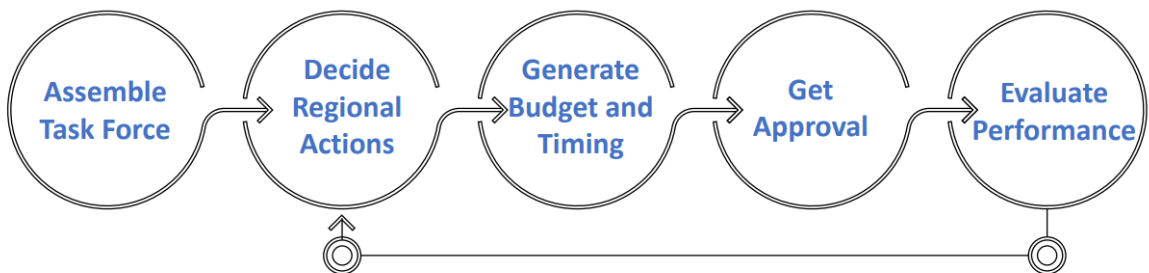 Assemble
Task Force
Decide
Regional
Actions
Generate
Budget and
Timing
Get
Approval
Evaluate
Performance